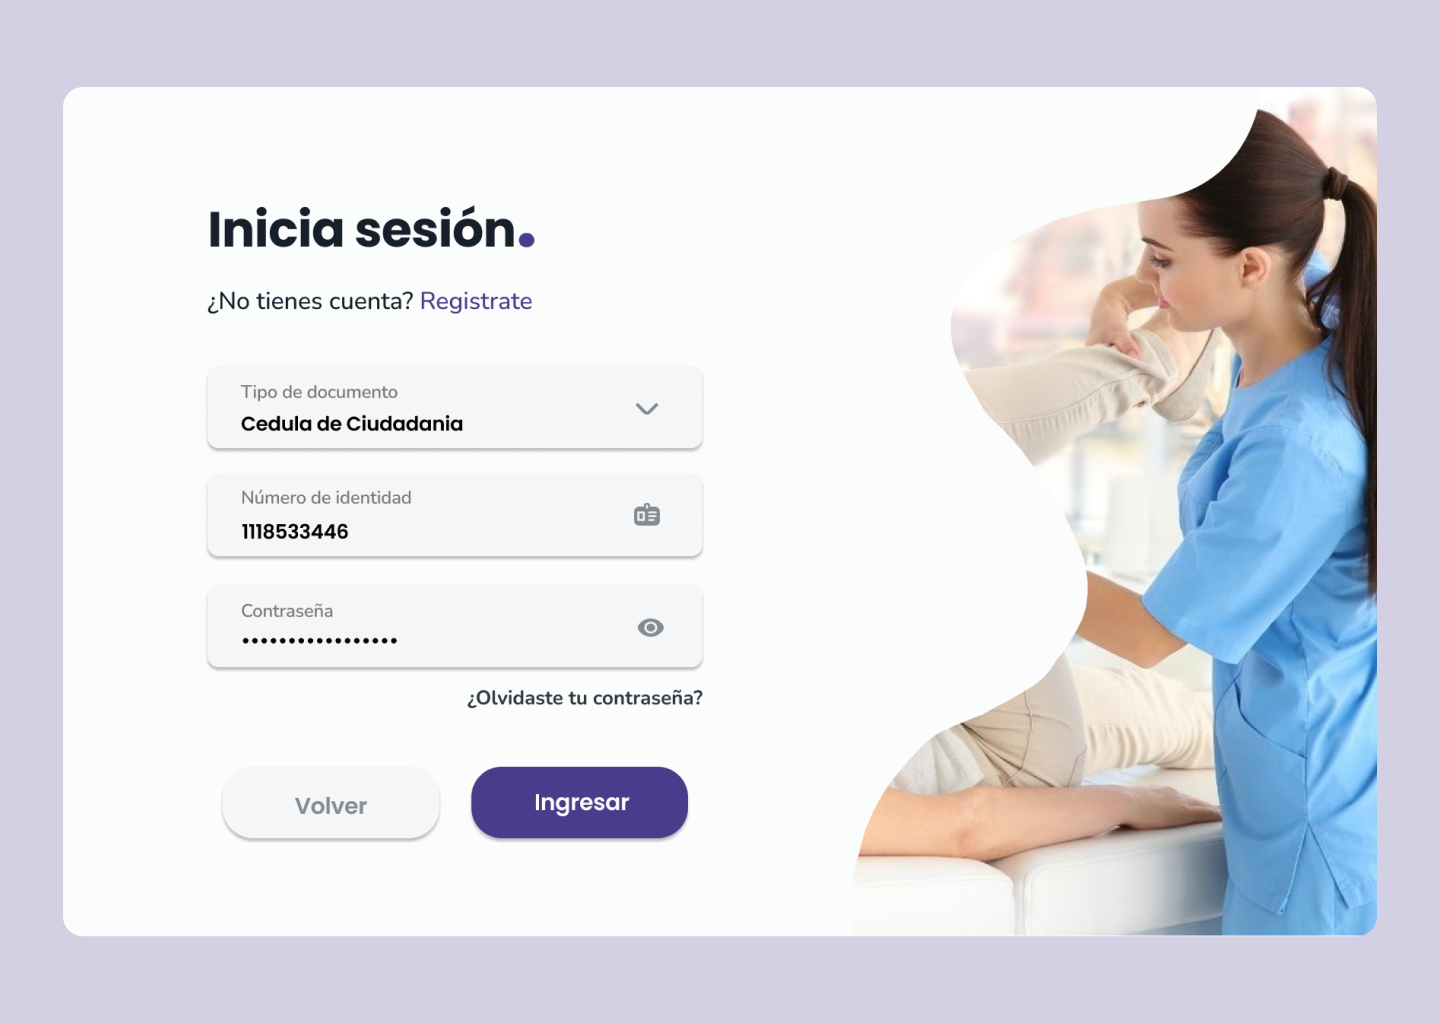 Inicia sesión.
¿No tienes cuenta? Registrate
Tipo de documento
Cedula de Ciudadania
Número de identidad
1118533446
Contraseña
•••••••••••••••••
¿Olvidaste tu contraseña?
Volver
Ingresar